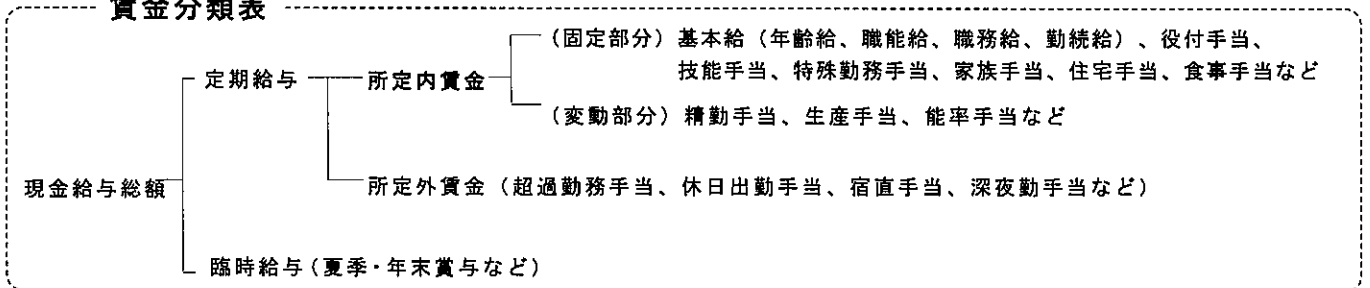 賃金分類表
(固定部分) 基本給(年齢給、職能給、職務給、勤続給)、役付手当、
技能手当、特殊勤務手当、家族手当、住宅手当、食事手当など
定期給与
所定内賃金
(変動部分) 精勤手当、生産手当、能率手当など
現金給与総額
所定外賃金(超過勤務手当、休日出勤手当、宿直手当、深夜勤手当など)
臨時給与(夏季・年末賞与など)